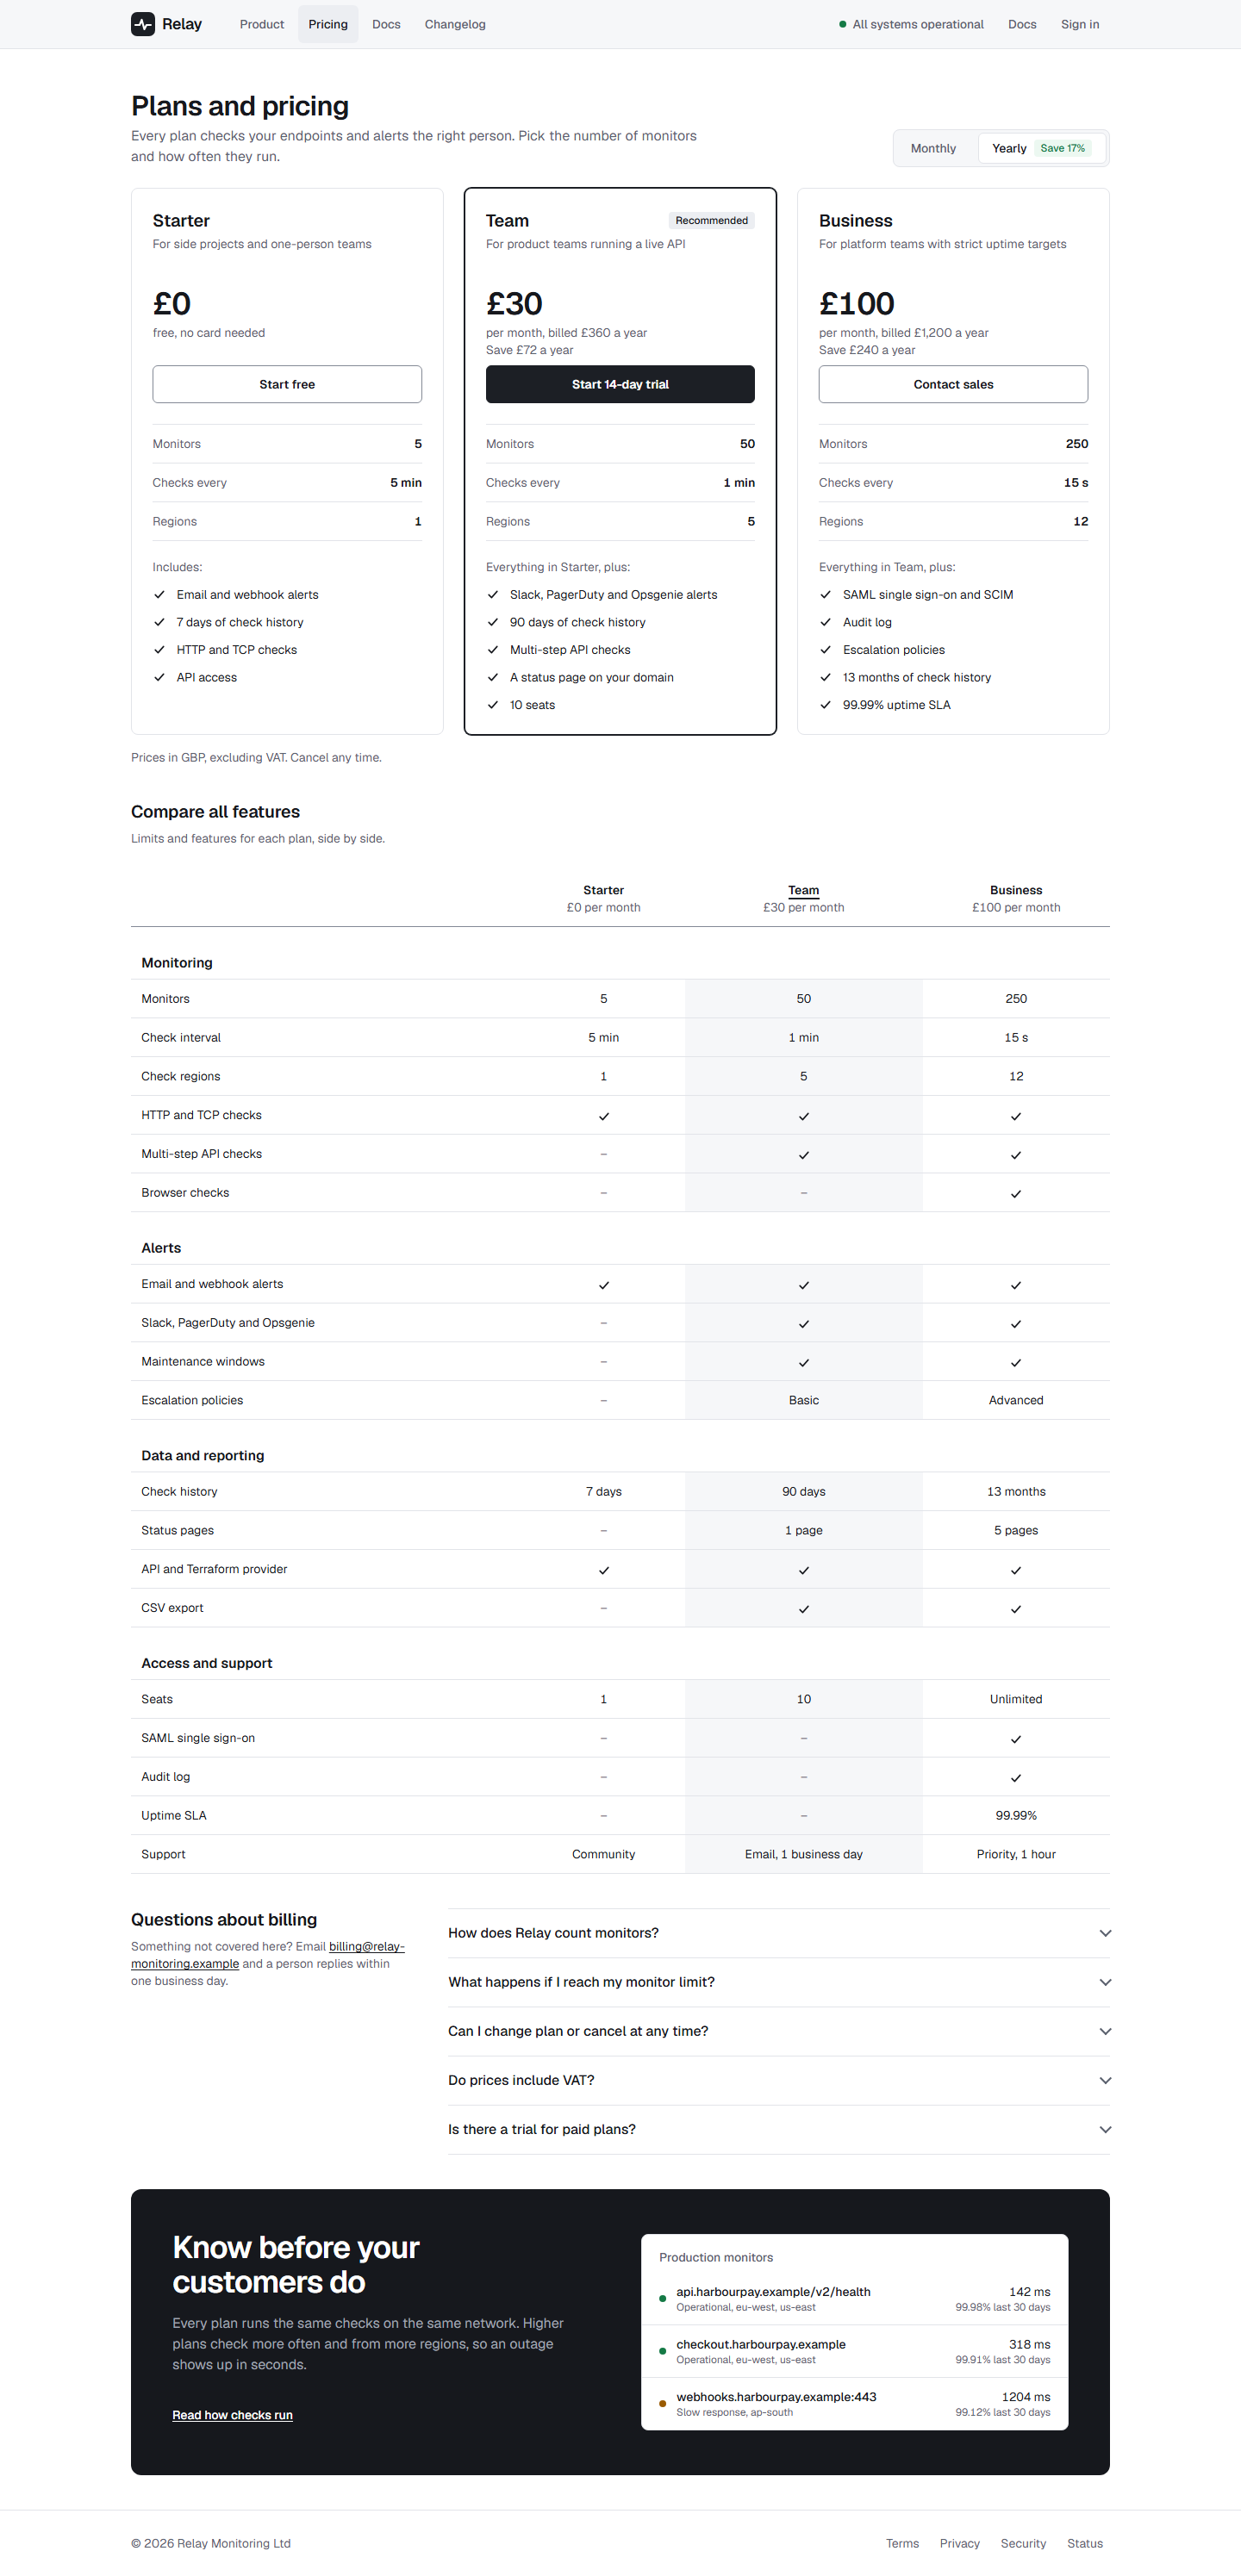 Relay
Product
Pricing
Docs
Changelog
All systems operational
Docs
Sign in
Plans and pricing
Every plan checks your endpoints and alerts the right person. Pick the number of monitors
and how often they run.
Monthly
Yearly
Save 17%
Starter
For side projects and one-person teams
£0
free, no card needed
Start free
Monitors 5
Checks every 5 min
Regions 1
Includes:
Email and webhook alerts
7 days of check history
HTTP and TCP checks
API access
Team
Recommended
For product teams running a live API
£30
per month, billed £360 a year
Save £72 a year
Start 14-day trial
Monitors 50
Checks every 1 min
Regions 5
Everything in Starter, plus:
Slack, PagerDuty and Opsgenie alerts
90 days of check history
Multi-step API checks
A status page on your domain
10 seats
Business
For platform teams with strict uptime targets
£100
per month, billed £1,200 a year
Save £240 a year
Contact sales
Monitors 250
Checks every 15 s
Regions 12
Everything in Team, plus:
SAML single sign-on and SCIM
Audit log
Escalation policies
13 months of check history
99.99% uptime SLA
Prices in GBP, excluding VAT. Cancel any time.
Compare all features
Limits and features for each plan, side by side.
Starter Team Business
£0 per month £30 per month £100 per month
Monitoring
Monitors 5 50 250
Check interval 5 min 1 min 15 s
Check regions 1 5 12
HTTP and TCP checks
Multi-step API checks –
Browser checks – –
Alerts
Email and webhook alerts
Slack, PagerDuty and Opsgenie –
Maintenance windows –
Escalation policies – Basic Advanced
Data and reporting
Check history 7 days 90 days 13 months
Status pages – 1 page 5 pages
API and Terraform provider
CSV export –
Access and support
Seats 1 10 Unlimited
SAML single sign-on – –
Audit log – –
Uptime SLA – – 99.99%
Support Community Email, 1 business day Priority, 1 hour
Questions about billing
Something not covered here? Email billing@relay-
monitoring.example and a person replies within
one business day.
How does Relay count monitors?
What happens if I reach my monitor limit?
Can I change plan or cancel at any time?
Do prices include VAT?
Is there a trial for paid plans?
Know before your
customers do
Every plan runs the same checks on the same network. Higher
plans check more often and from more regions, so an outage
shows up in seconds.
Read how checks run
Production monitors
api.harbourpay.example/v2/health 142 ms
Operational, eu-west, us-east 99.98% last 30 days
checkout.harbourpay.example 318 ms
Operational, eu-west, us-east 99.91% last 30 days
webhooks.harbourpay.example:443 1204 ms
Slow response, ap-south 99.12% last 30 days
© 2026 Relay Monitoring Ltd
Terms
Privacy
Security
Status